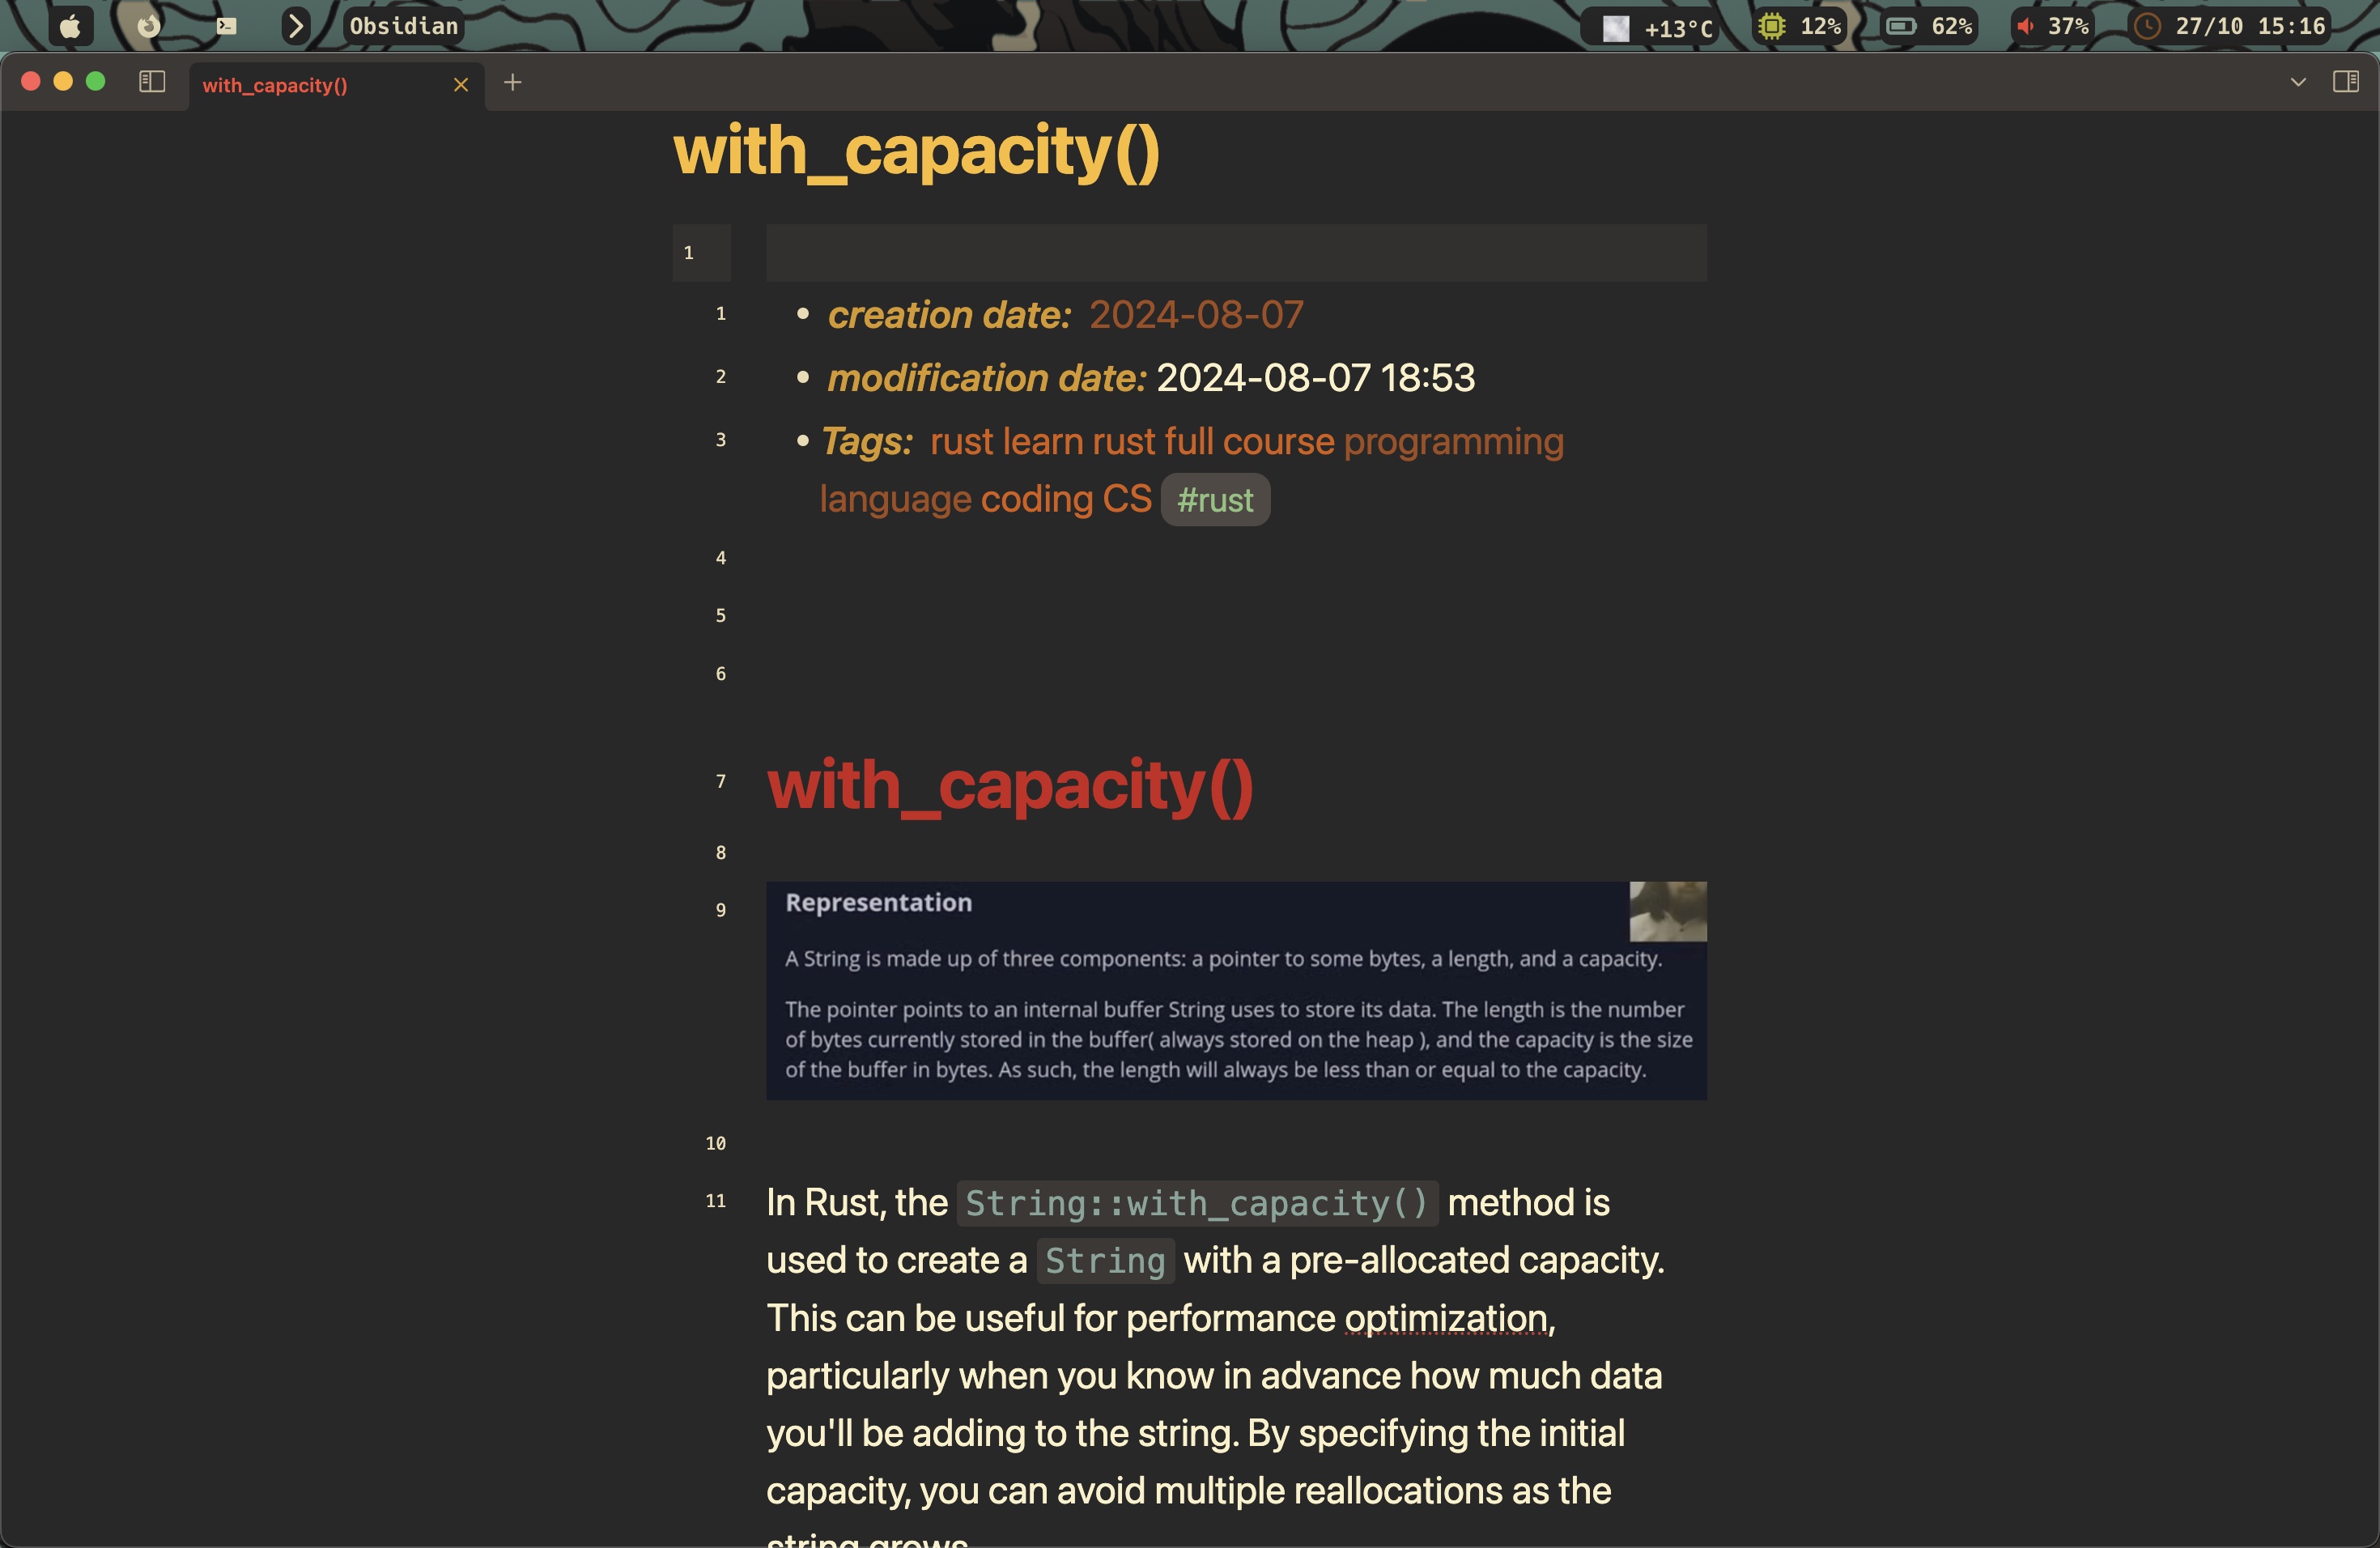 Obsidian
+13°C
12%
62%
37%
27/10 15:16
with_capacity()
with_capacity()
1
1 creation date: 2024-08-07
2 modification date: 2024-08-07 18:53
3 Tags: rust learn rust full course programming
language coding CS #rust
4
5
6
7 with_capacity()
8
9 Representation
A String is made up of three components: a pointer to some bytes, a length, and a capacity.
The pointer points to an internal buffer String uses to store its data. The length is the number
of bytes currently stored in the buffer( always stored on the heap ), and the capacity is the size
of the buffer in bytes. As such, the length will always be less than or equal to the capacity.
10
11 In Rust, the String::with_capacity() method is
used to create a String with a pre-allocated capacity.
This can be useful for performance optimization,
particularly when you know in advance how much data
you'll be adding to the string. By specifying the initial
capacity, you can avoid multiple reallocations as the
string grows